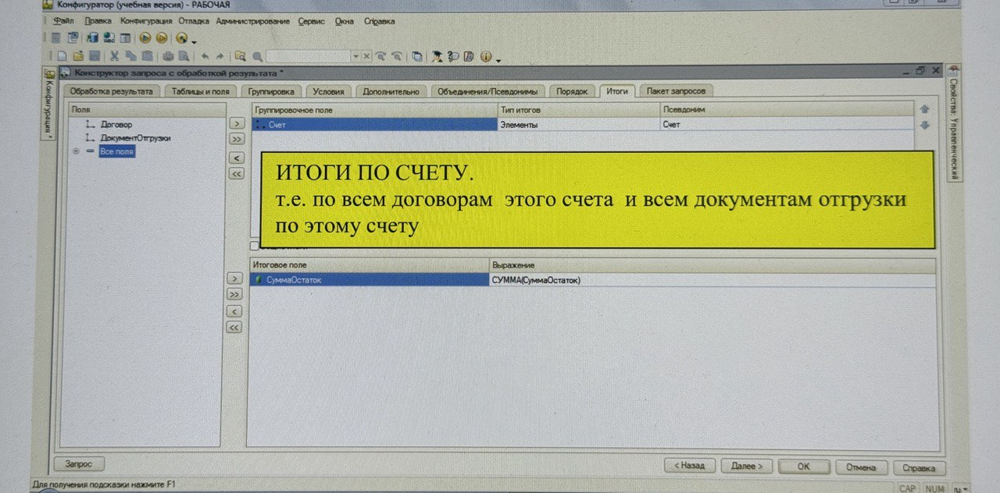 Конфигуратор (учебная версия) - РАБОЧАЯ
Файл Правка Конфигурация Отладка Администрирование Сервис Окна Справка
Конструктор запроса с обработкой результата *
Конфигурация *
Свойства: Управленческий
Обработка результата Таблицы и поля Группировка Условия Дополнительно Объединения/Псевдонимы Порядок Итоги Пакет запросов
Поля
Группировочное поле Тип итогов Псевдоним
Договор
ДокументОтгрузки
Все поля
Счет Элементы Счет
>
>>
<
<<
ИТОГИ ПО СЧЕТУ.
т.е. по всем договорам этого счета и всем документам отгрузки
по этому счету
Итоговое поле Выражение
СуммаОстаток СУММА(СуммаОстаток)
>
>>
<
<<
Запрос < Назад Далее > ОК Отмена Справка
Для получения подсказки нажмите F1
CAP NUM ru